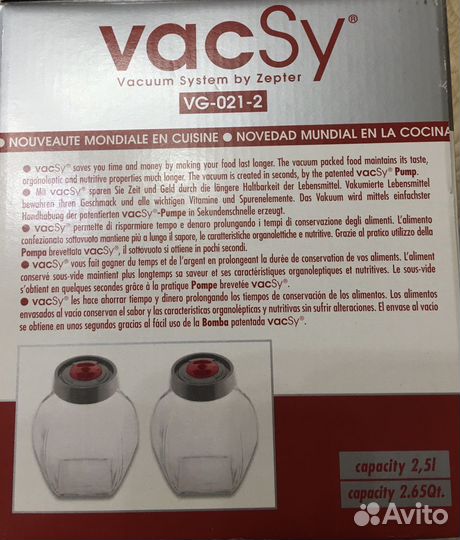 vacSy®
Vacuum System by Zepter
VG-021-2
● NOUVEAUTE MONDIALE EN CUISINE ● NOVEDAD MUNDIAL EN LA COCINA
● vacSy® saves you time and money by making your food last longer. The vacuum packed food maintains its taste,
organoleptic and nutritive properties much longer. The vacuum is created in seconds, by the patented vacSy® Pump.
● Mit vacSy® sparen Sie Zeit und Geld durch die längere Haltbarkeit der Lebensmittel. Vakumierte Lebensmittel
bewahren ihren Geschmack und alle wichtigen Vitamine und Spurenelemente. Das Vakuum wird mittels einfachster
Handhabung der patentierten vacSy®-Pumpe in Sekundenschnelle erzeugt.
● vacSy® permette di risparmiare tempo e denaro prolungando i tempi di conservazione degli alimenti. L'alimento
confezionato sottovuoto mantiene più a lungo il sapore, le caratteristiche organolettiche e nutritive. Grazie al pratico utilizzo della
Pompa brevettata vacSy®, il sottovuoto si ottiene in pochi secondi.
● vacSy® vous fait gagner du temps et de l'argent en prolongeant la durée de conservation de vos aliments. L'aliment
conservé sous-vide maintient plus longtemps sa saveur et ses caractéristiques organoleptiques et nutritives. Le sous-vide
s'obtient en quelques secondes grâce à la pratique Pompe brevetée vacSy®.
● vacSy® les hace ahorrar tiempo y dinero prolongando los tiempos de conservación de los alimentos. Los alimentos
envasados al vacío conservan el sabor y las características organolépticas y nutritivas sin sufrir alteraciones. El envase al vacío
se obtiene en unos segundos gracias al fácil uso de la Bomba patentada vacSy®.
capacity 2,5l
capacity 2.65Qt.
Avito